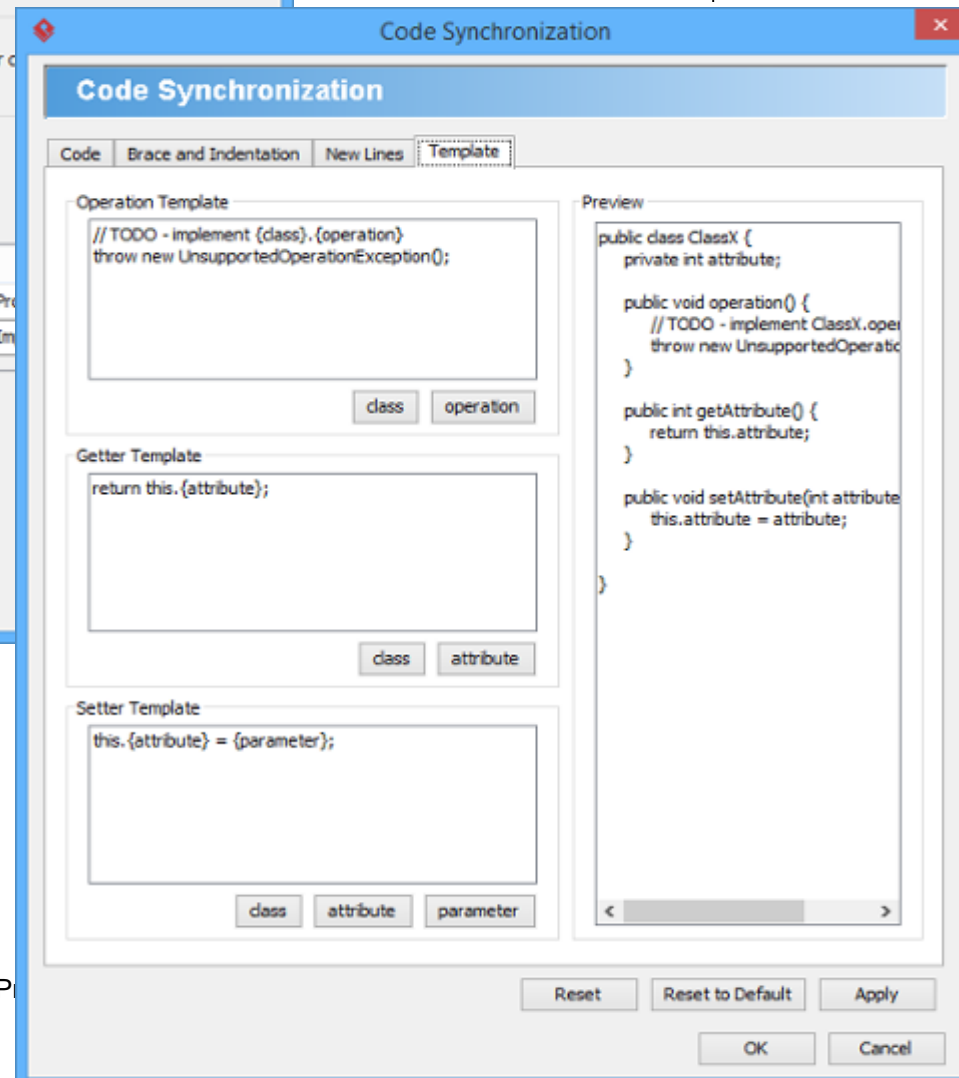 Code Synchronization
Code Synchronization
Code Brace and Indentation New Lines Template
Operation Template
// TODO - implement {class}.{operation}
throw new UnsupportedOperationException();
class operation
Getter Template
return this.{attribute};
class attribute
Setter Template
this.{attribute} = {parameter};
class attribute parameter
Preview
public class ClassX {
private int attribute;
public void operation() {
// TODO - implement ClassX.oper
throw new UnsupportedOperatic
}
public int getAttribute() {
return this.attribute;
}
public void setAttribute(int attribute
this.attribute = attribute;
}
}
Reset Reset to Default Apply
OK Cancel